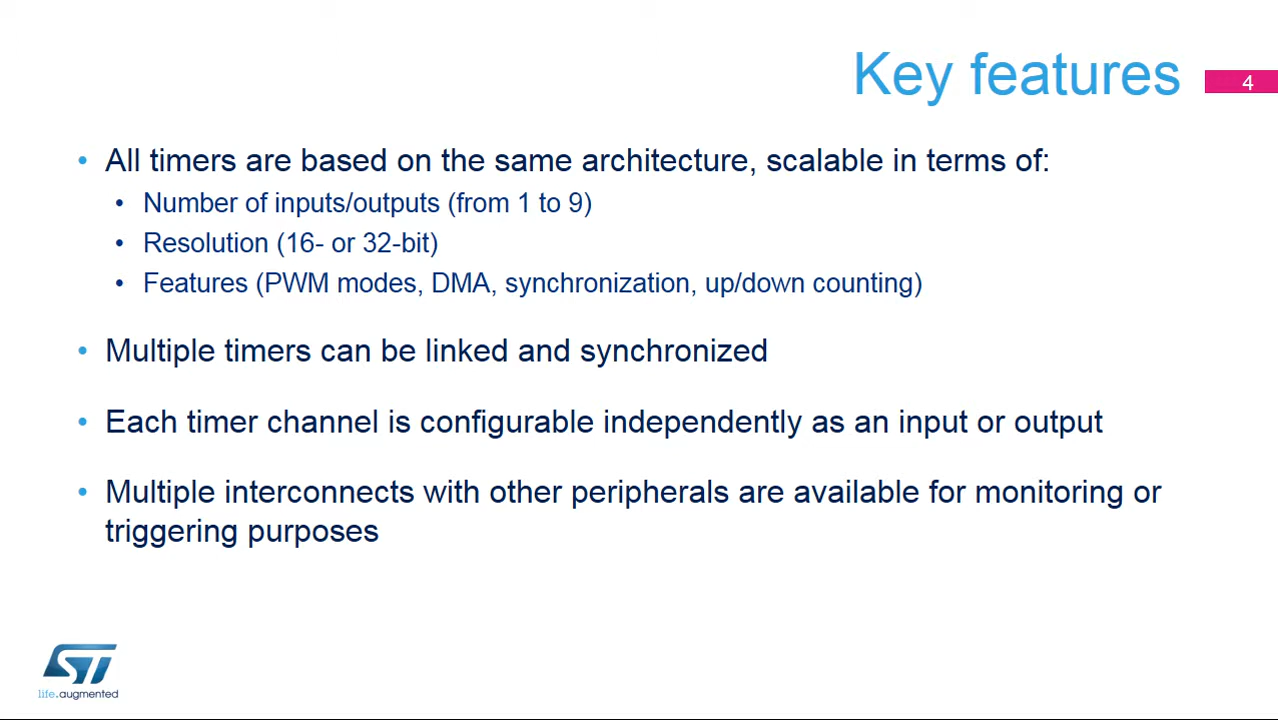 Key features
4
• All timers are based on the same architecture, scalable in terms of:
• Number of inputs/outputs (from 1 to 9)
• Resolution (16- or 32-bit)
• Features (PWM modes, DMA, synchronization, up/down counting)
• Multiple timers can be linked and synchronized
• Each timer channel is configurable independently as an input or output
• Multiple interconnects with other peripherals are available for monitoring or
triggering purposes
ST
life.augmented